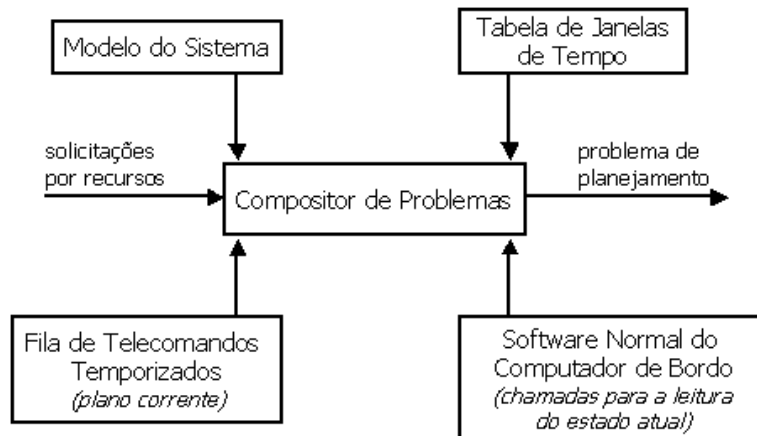 Modelo do Sistema
Tabela de Janelas
de Tempo
solicitações
por recursos
problema de
planejamento
Compositor de Problemas
Fila de Telecomandos
Temporizados
(plano corrente)
Software Normal do
Computador de Bordo
(chamadas para a leitura
do estado atual)